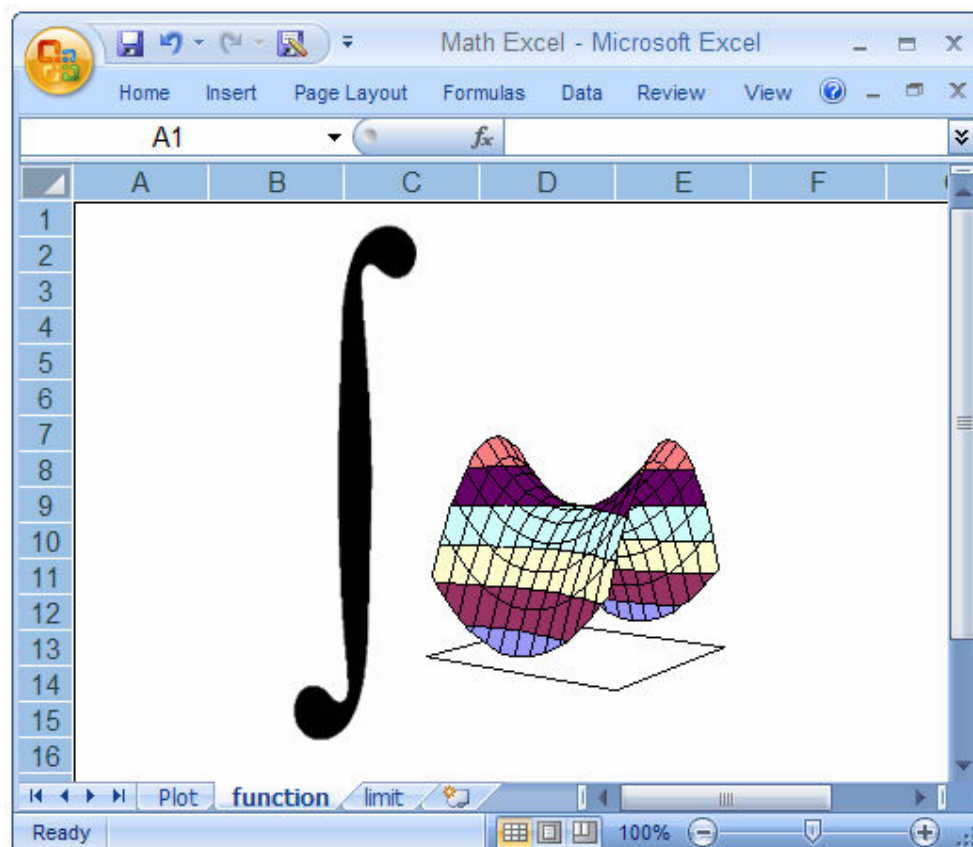 Math Excel - Microsoft Excel
Home Insert Page Layout Formulas Data Review View
A1 fx
A B C D E F
1
2
3
4
5
6
7
8
9
10
11
12
13
14
15
16
Plot function limit
Ready 100%